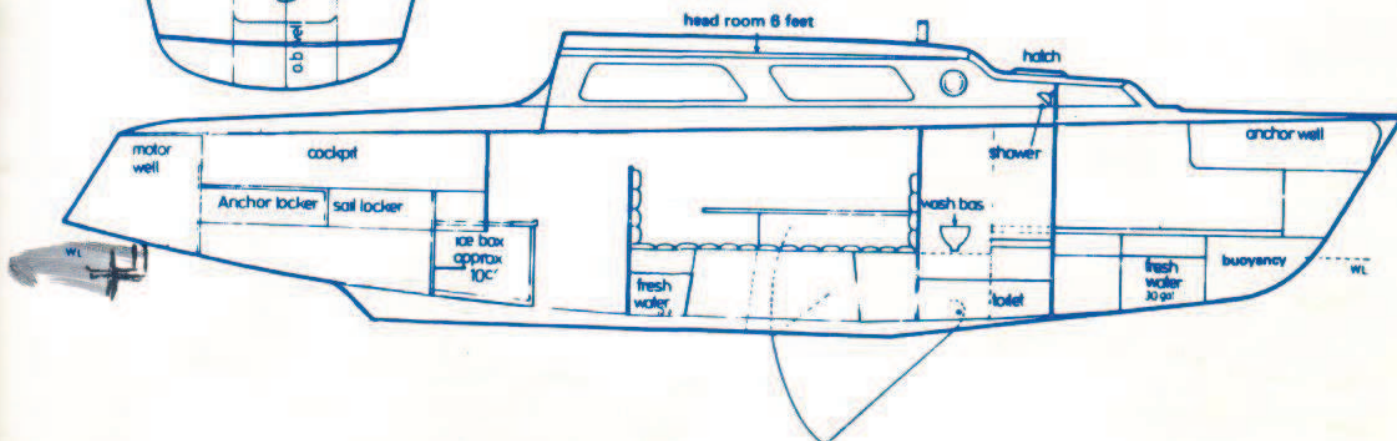 o.b well
head room 6 feet
hatch
motor
well
cockpit
shower
anchor well
Anchor locker
sail locker
wash bas
WL
ice box
approx
10c'
fresh
water
toilet
fresh
water
30 gal
buoyency
WL